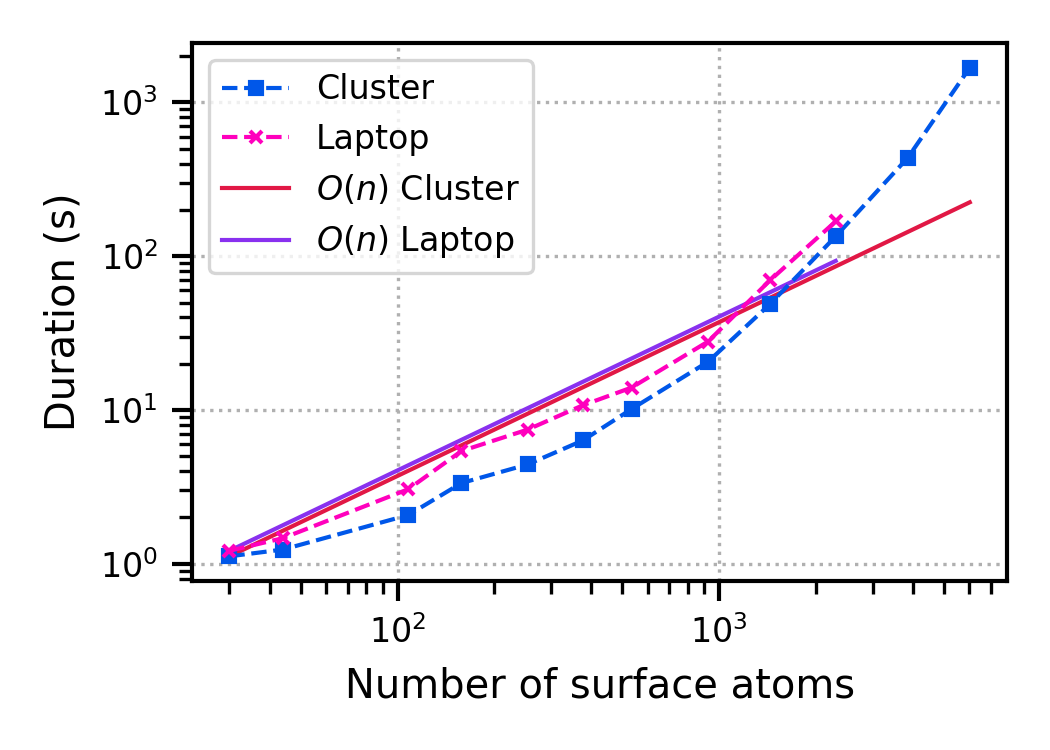 Cluster
Laptop
O(n) Cluster
O(n) Laptop
10³
10²
10¹
10⁰
Duration (s)
10² 10³
Number of surface atoms